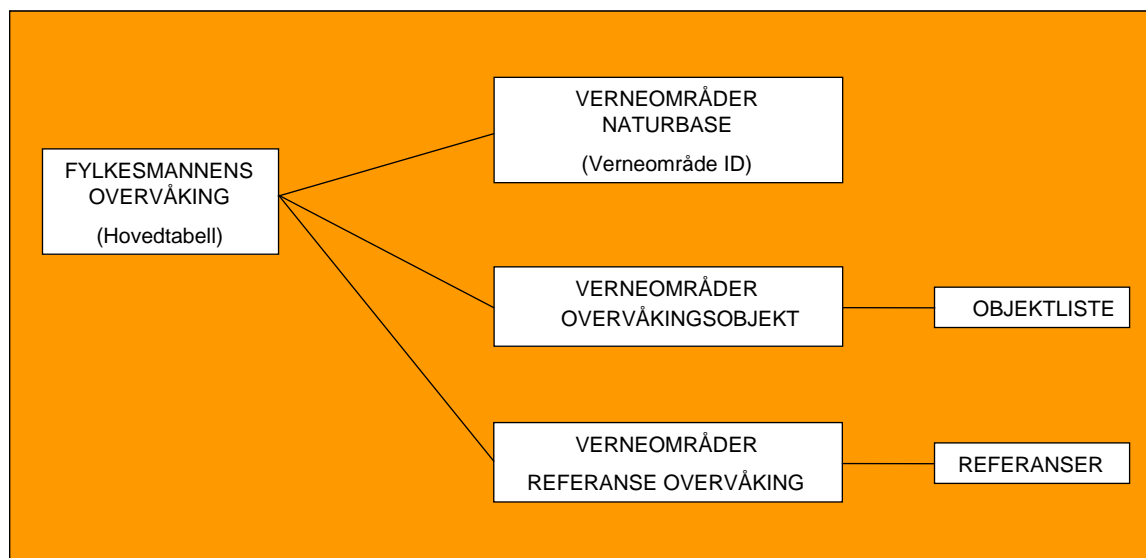 FYLKESMANNENS
OVERVÅKING
(Hovedtabell)
VERNEOMRÅDER
NATURBASE
(Verneområde ID)
VERNEOMRÅDER
OVERVÅKINGSOBJEKT
OBJEKTLISTE
VERNEOMRÅDER
REFERANSE OVERVÅKING
REFERANSER